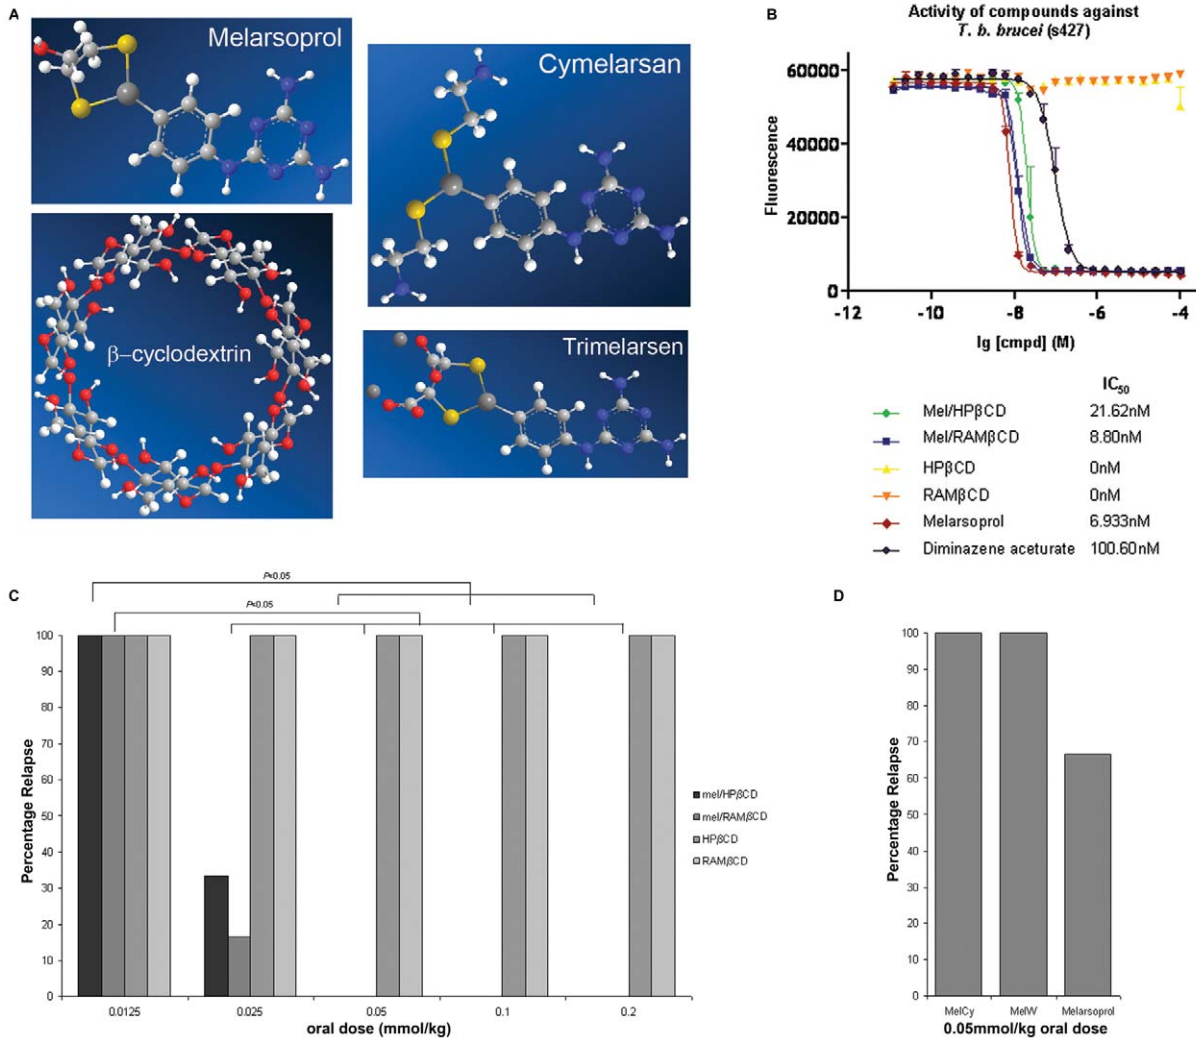 A
Melarsoprol
Cymelarsan
β-cyclodextrin
Trimelarsen
B
Activity of compounds against
T. b. brucei (s427)
Fluorescence
60000
40000
20000
0
-12 -10 -8 -6 -4
lg [cmpd] (M)
IC50
Mel/HPβCD 21.62nM
Mel/RAMβCD 8.80nM
HPβCD 0nM
RAMβCD 0nM
Melarsoprol 6.933nM
Diminazene aceturate 100.60nM
C
P<0.05
P<0.05
Percentage Relapse
100
90
80
70
60
50
40
30
20
10
0
0.0125 0.025 0.05 0.1 0.2
oral dose (mmol/kg)
mel/HPβCD
mel/RAMβCD
HPβCD
RAMβCD
D
Percentage Relapse
100
90
80
70
60
50
40
30
20
10
0
MelCy MelW Melarsoprol
0.05mmol/kg oral dose